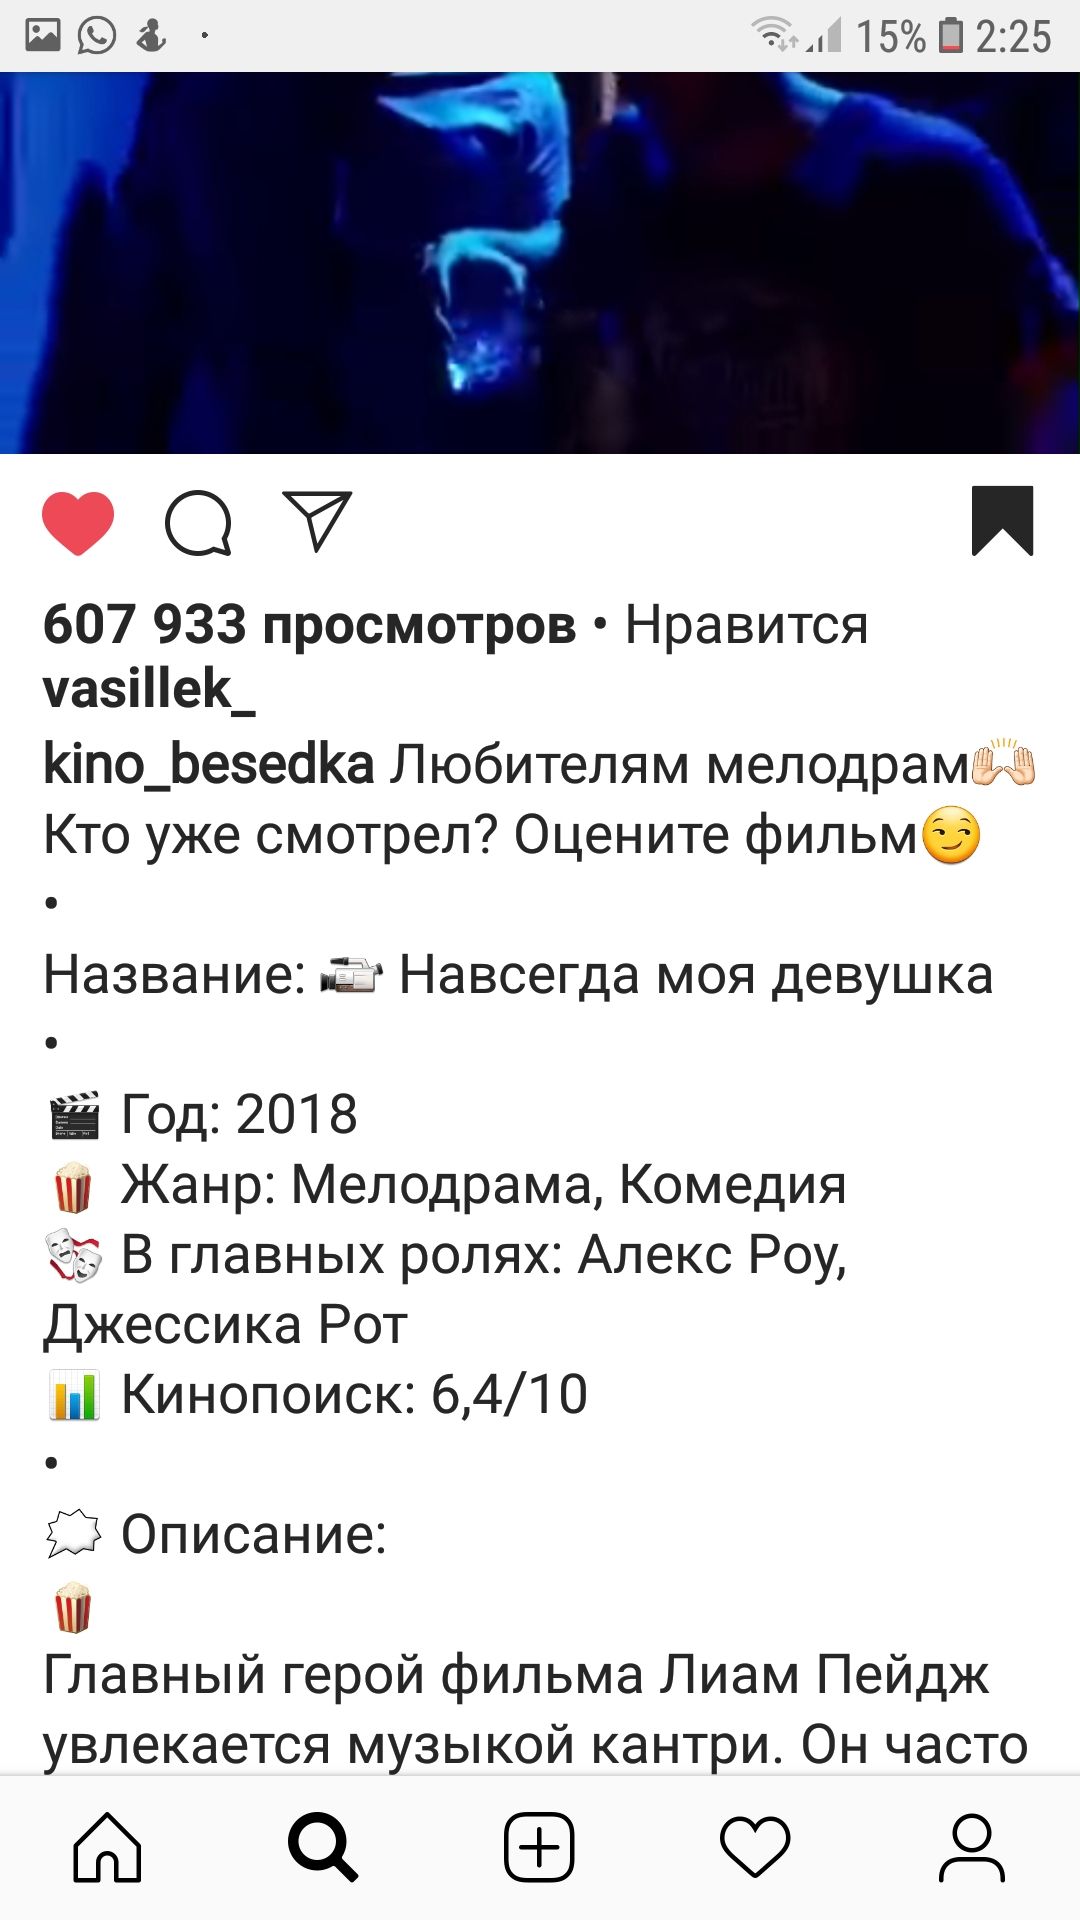 15% 2:25
607 933 просмотров • Нравится
vasillek_
kino_besedka Любителям мелодрам🙌🏻
Кто уже смотрел? Оцените фильм😏
•
Название: 📹 Навсегда моя девушка
•
🎬 Год: 2018
🍿 Жанр: Мелодрама, Комедия
🎭 В главных ролях: Алекс Роу,
Джессика Рот
📊 Кинопоиск: 6,4/10
•
🗯 Описание:
🍿
Главный герой фильма Лиам Пейдж
увлекается музыкой кантри. Он часто